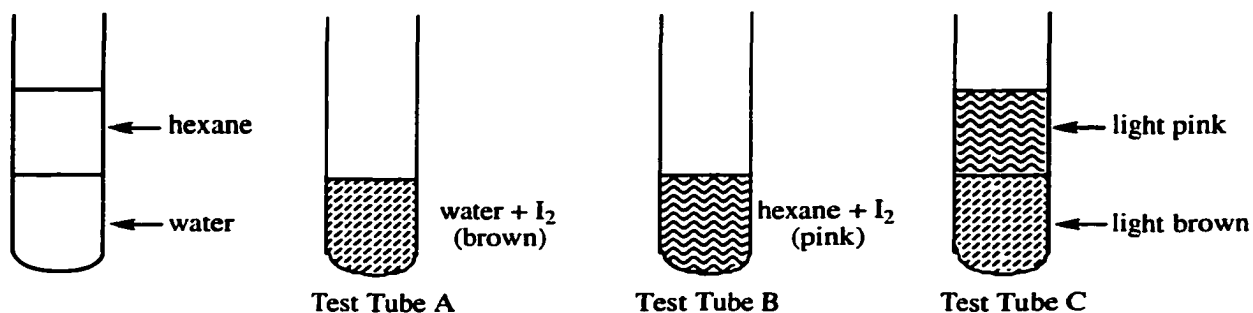 hexane
water
water + I₂
(brown)
Test Tube A
hexane + I₂
(pink)
Test Tube B
light pink
light brown
Test Tube C